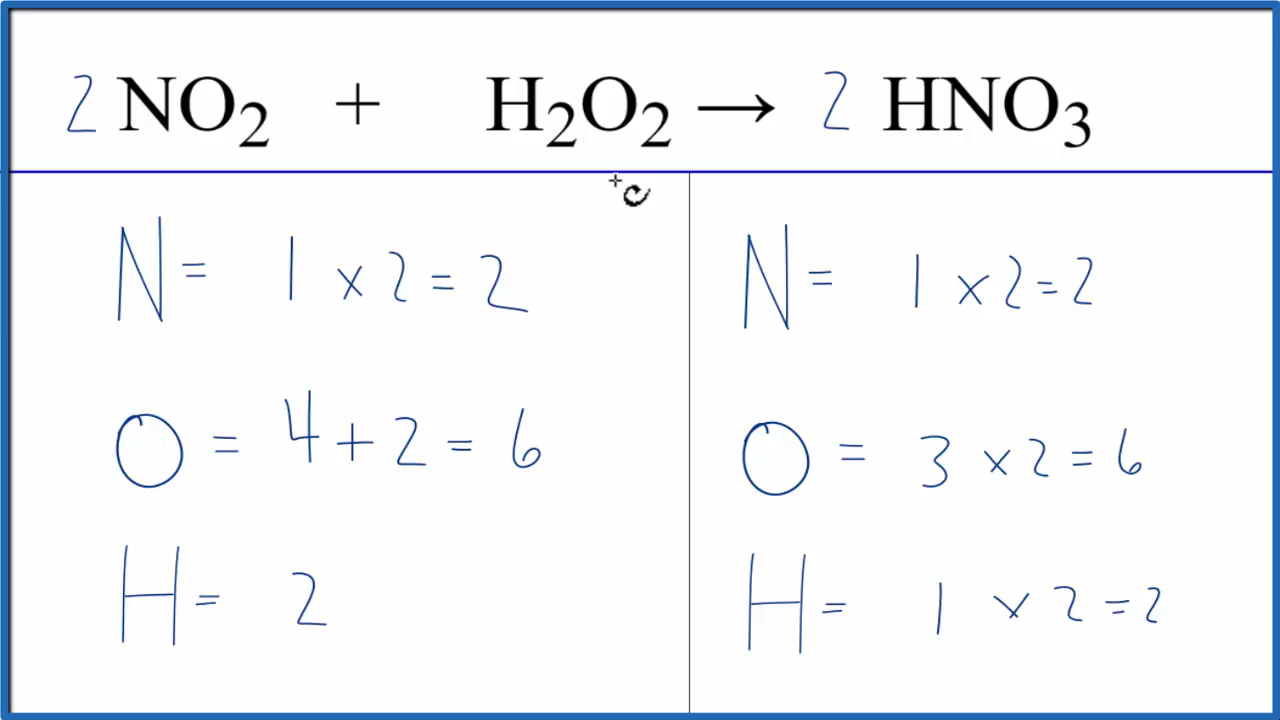 2 NO₂ + H₂O₂ → 2 HNO₃
N = 1 x 2 = 2
O = 4 + 2 = 6
H = 2
N = 1 x 2 = 2
O = 3 x 2 = 6
H = 1 x 2 = 2